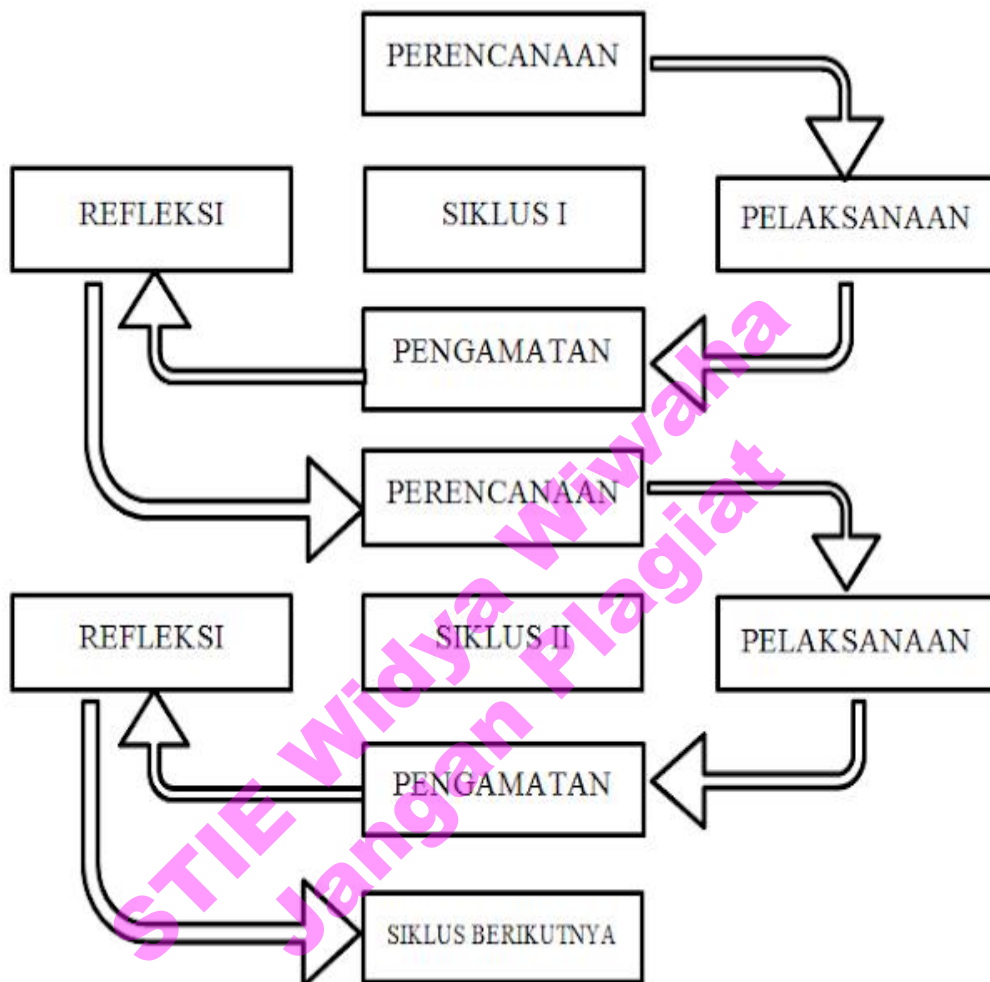 PERENCANAAN
REFLEKSI
SIKLUS I
PELAKSANAAN
PENGAMATAN
PERENCANAAN
REFLEKSI
SIKLUS II
PELAKSANAAN
PENGAMATAN
SIKLUS BERIKUTNYA
STIE Widya Wiwaha
Jangan Plagiat